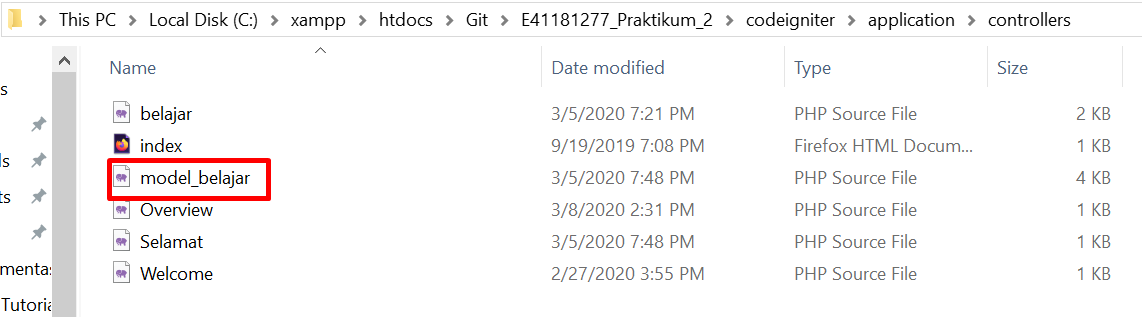 This PC > Local Disk (C:) > xampp > htdocs > Git > E41181277_Praktikum_2 > codeigniter > application > controllers
Name Date modified Type Size
belajar 3/5/2020 7:21 PM PHP Source File 2 KB
index 9/19/2019 7:08 PM Firefox HTML Docum... 1 KB
model_belajar 3/5/2020 7:48 PM PHP Source File 4 KB
Overview 3/8/2020 2:31 PM PHP Source File 1 KB
Selamat 3/5/2020 7:48 PM PHP Source File 1 KB
Welcome 2/27/2020 3:55 PM PHP Source File 1 KB
s
ls
ts
mentas
Tutoria